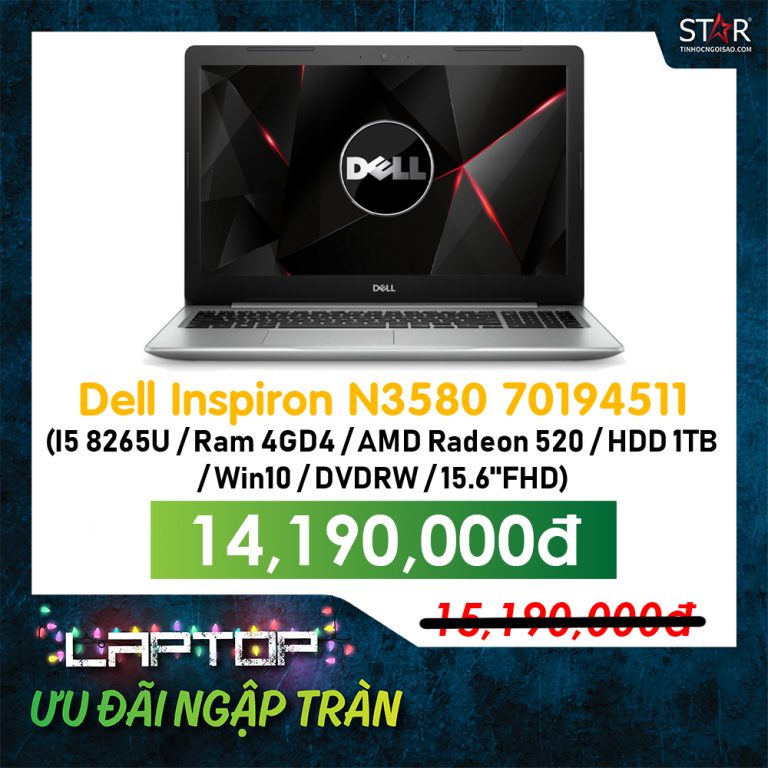 STAR
TINHOCNGOISAO.COM
DELL
DELL
Dell Inspiron N3580 70194511
(I5 8265U / Ram 4GD4 / AMD Radeon 520 / HDD 1TB
/ Win10 / DVDRW / 15.6"FHD)
14,190,000đ
15,190,000đ
LAPTOP
ƯU ĐÃI NGẬP TRÀN